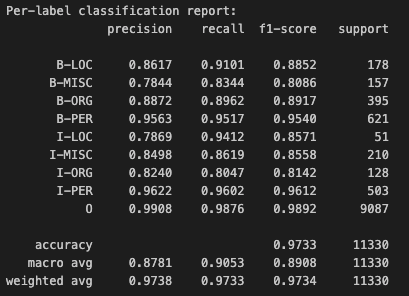 Per-label classification report:
precision recall f1-score support
B-LOC 0.8617 0.9101 0.8852 178
B-MISC 0.7844 0.8344 0.8086 157
B-ORG 0.8872 0.8962 0.8917 395
B-PER 0.9563 0.9517 0.9540 621
I-LOC 0.7869 0.9412 0.8571 51
I-MISC 0.8498 0.8619 0.8558 210
I-ORG 0.8240 0.8047 0.8142 128
I-PER 0.9622 0.9602 0.9612 503
O 0.9908 0.9876 0.9892 9087
accuracy 0.9733 11330
macro avg 0.8781 0.9053 0.8908 11330
weighted avg 0.9738 0.9733 0.9734 11330